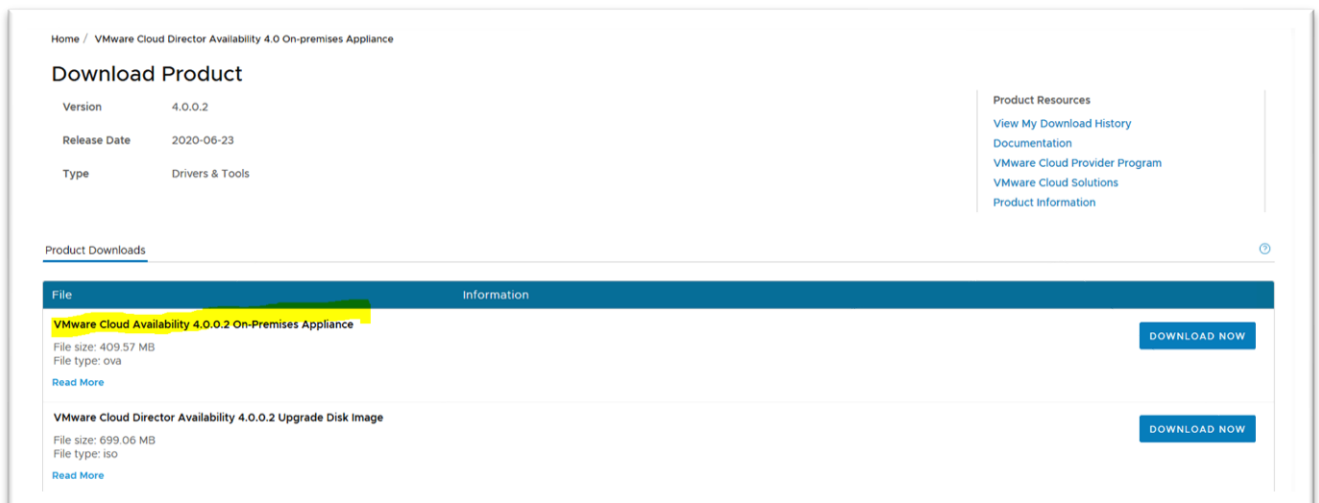 Home / VMware Cloud Director Availability 4.0 On-premises Appliance
Download Product
Version 4.0.0.2
Release Date 2020-06-23
Type Drivers & Tools
Product Resources
View My Download History
Documentation
VMware Cloud Provider Program
VMware Cloud Solutions
Product Information
Product Downloads
File Information
VMware Cloud Availability 4.0.0.2 On-Premises Appliance
File size: 409.57 MB
File type: ova
Read More
DOWNLOAD NOW
VMware Cloud Director Availability 4.0.0.2 Upgrade Disk Image
File size: 699.06 MB
File type: iso
Read More
DOWNLOAD NOW